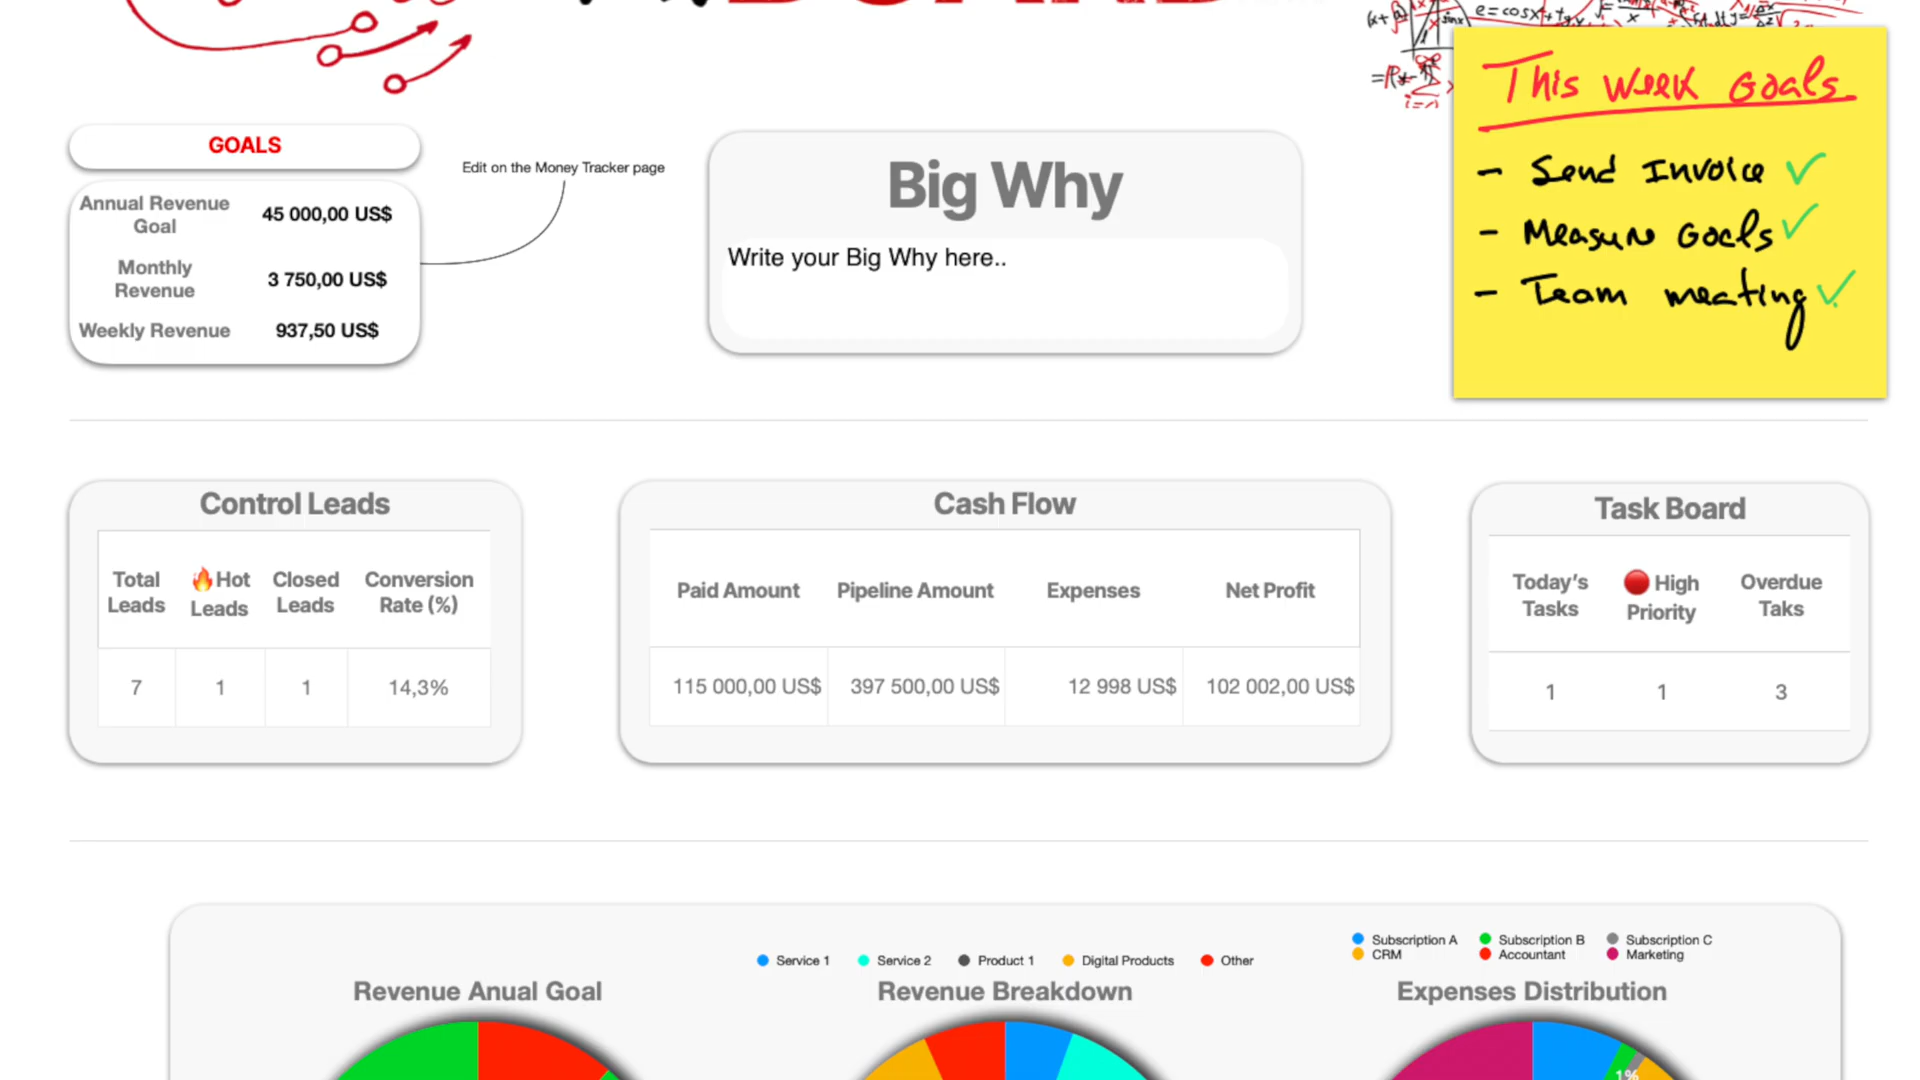 This Week Goals
GOALS
Edit on the Money Tracker page
Annual Revenue Goal 45 000,00 US$
Monthly Revenue 3 750,00 US$
Weekly Revenue 937,50 US$
Big Why
Write your Big Why here..
- Send Invoice ✓
- Measure Goals ✓
- Team meating ✓
Control Leads
Total Leads 🔥Hot Leads Closed Leads Conversion Rate (%)
7 1 1 14,3%
Cash Flow
Paid Amount Pipeline Amount Expenses Net Profit
115 000,00 US$ 397 500,00 US$ 12 998 US$ 102 002,00 US$
Task Board
Today's Tasks 🔴 High Priority Overdue Taks
1 1 3
Revenue Anual Goal
Service 1 Service 2 Product 1 Digital Products Other
Revenue Breakdown
Subscription A Subscription B Subscription C
CRM Accountant Marketing
Expenses Distribution
1%